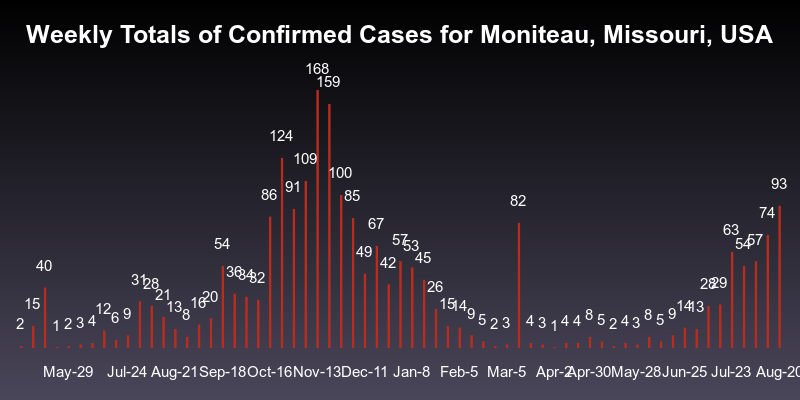 Weekly Totals of Confirmed Cases for Moniteau, Missouri, USA
2 15 40 1 2 3 4 12 6 9 31 28 21 13 8 16 20 54 36 34 32 86 124 91 109 168 159 100 85 49 67 42 57 53 45 26 15 14 9 5 2 3 82 4 3 1 4 4 8 5 2 4 3 8 5 9 14 13 28 29 63 54 57 74 93
May-29 Jul-24 Aug-21 Sep-18 Oct-16 Nov-13 Dec-11 Jan-8 Feb-5 Mar-5 Apr-2 Apr-30 May-28 Jun-25 Jul-23 Aug-20